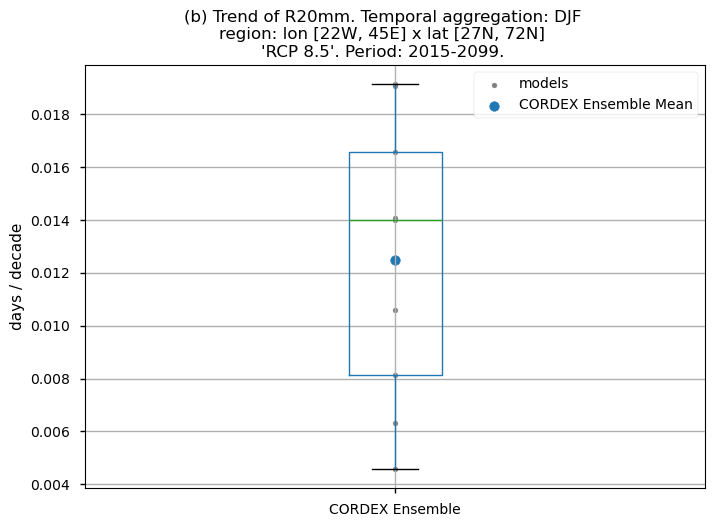 (b) Trend of R20mm. Temporal aggregation: DJF
region: lon [22W, 45E] x lat [27N, 72N]
'RCP 8.5'. Period: 2015-2099.
models
CORDEX Ensemble Mean
0.018
0.016
0.014
0.012
0.010
0.008
0.006
0.004
days / decade
CORDEX Ensemble